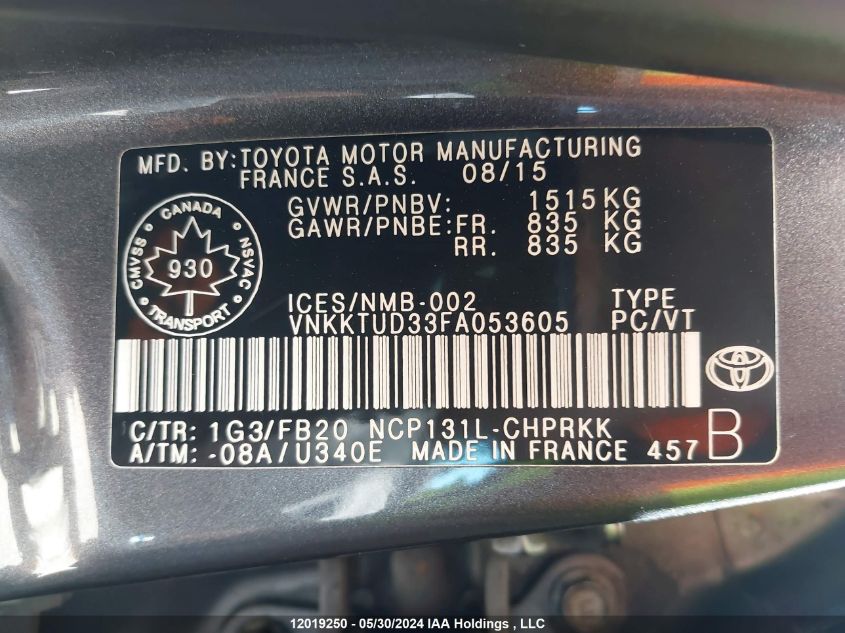 MFD. BY:TOYOTA MOTOR MANUFACTURING
FRANCE S.A.S. 08/15
GVWR/PNBV: 1515 KG
GAWR/PNBE:FR. 835 KG
RR. 835 KG
CANADA
CMVSS 930 NSVAC
TRANSPORT
ICES/NMB-002 TYPE
VNKKTUD33FA053605 PC/VT
C/TR: 1G3/FB20 NCP131L-CHPRKK
A/TM: -08A/U340E MADE IN FRANCE 457 B
12019250 - 05/30/2024 IAA Holdings , LLC